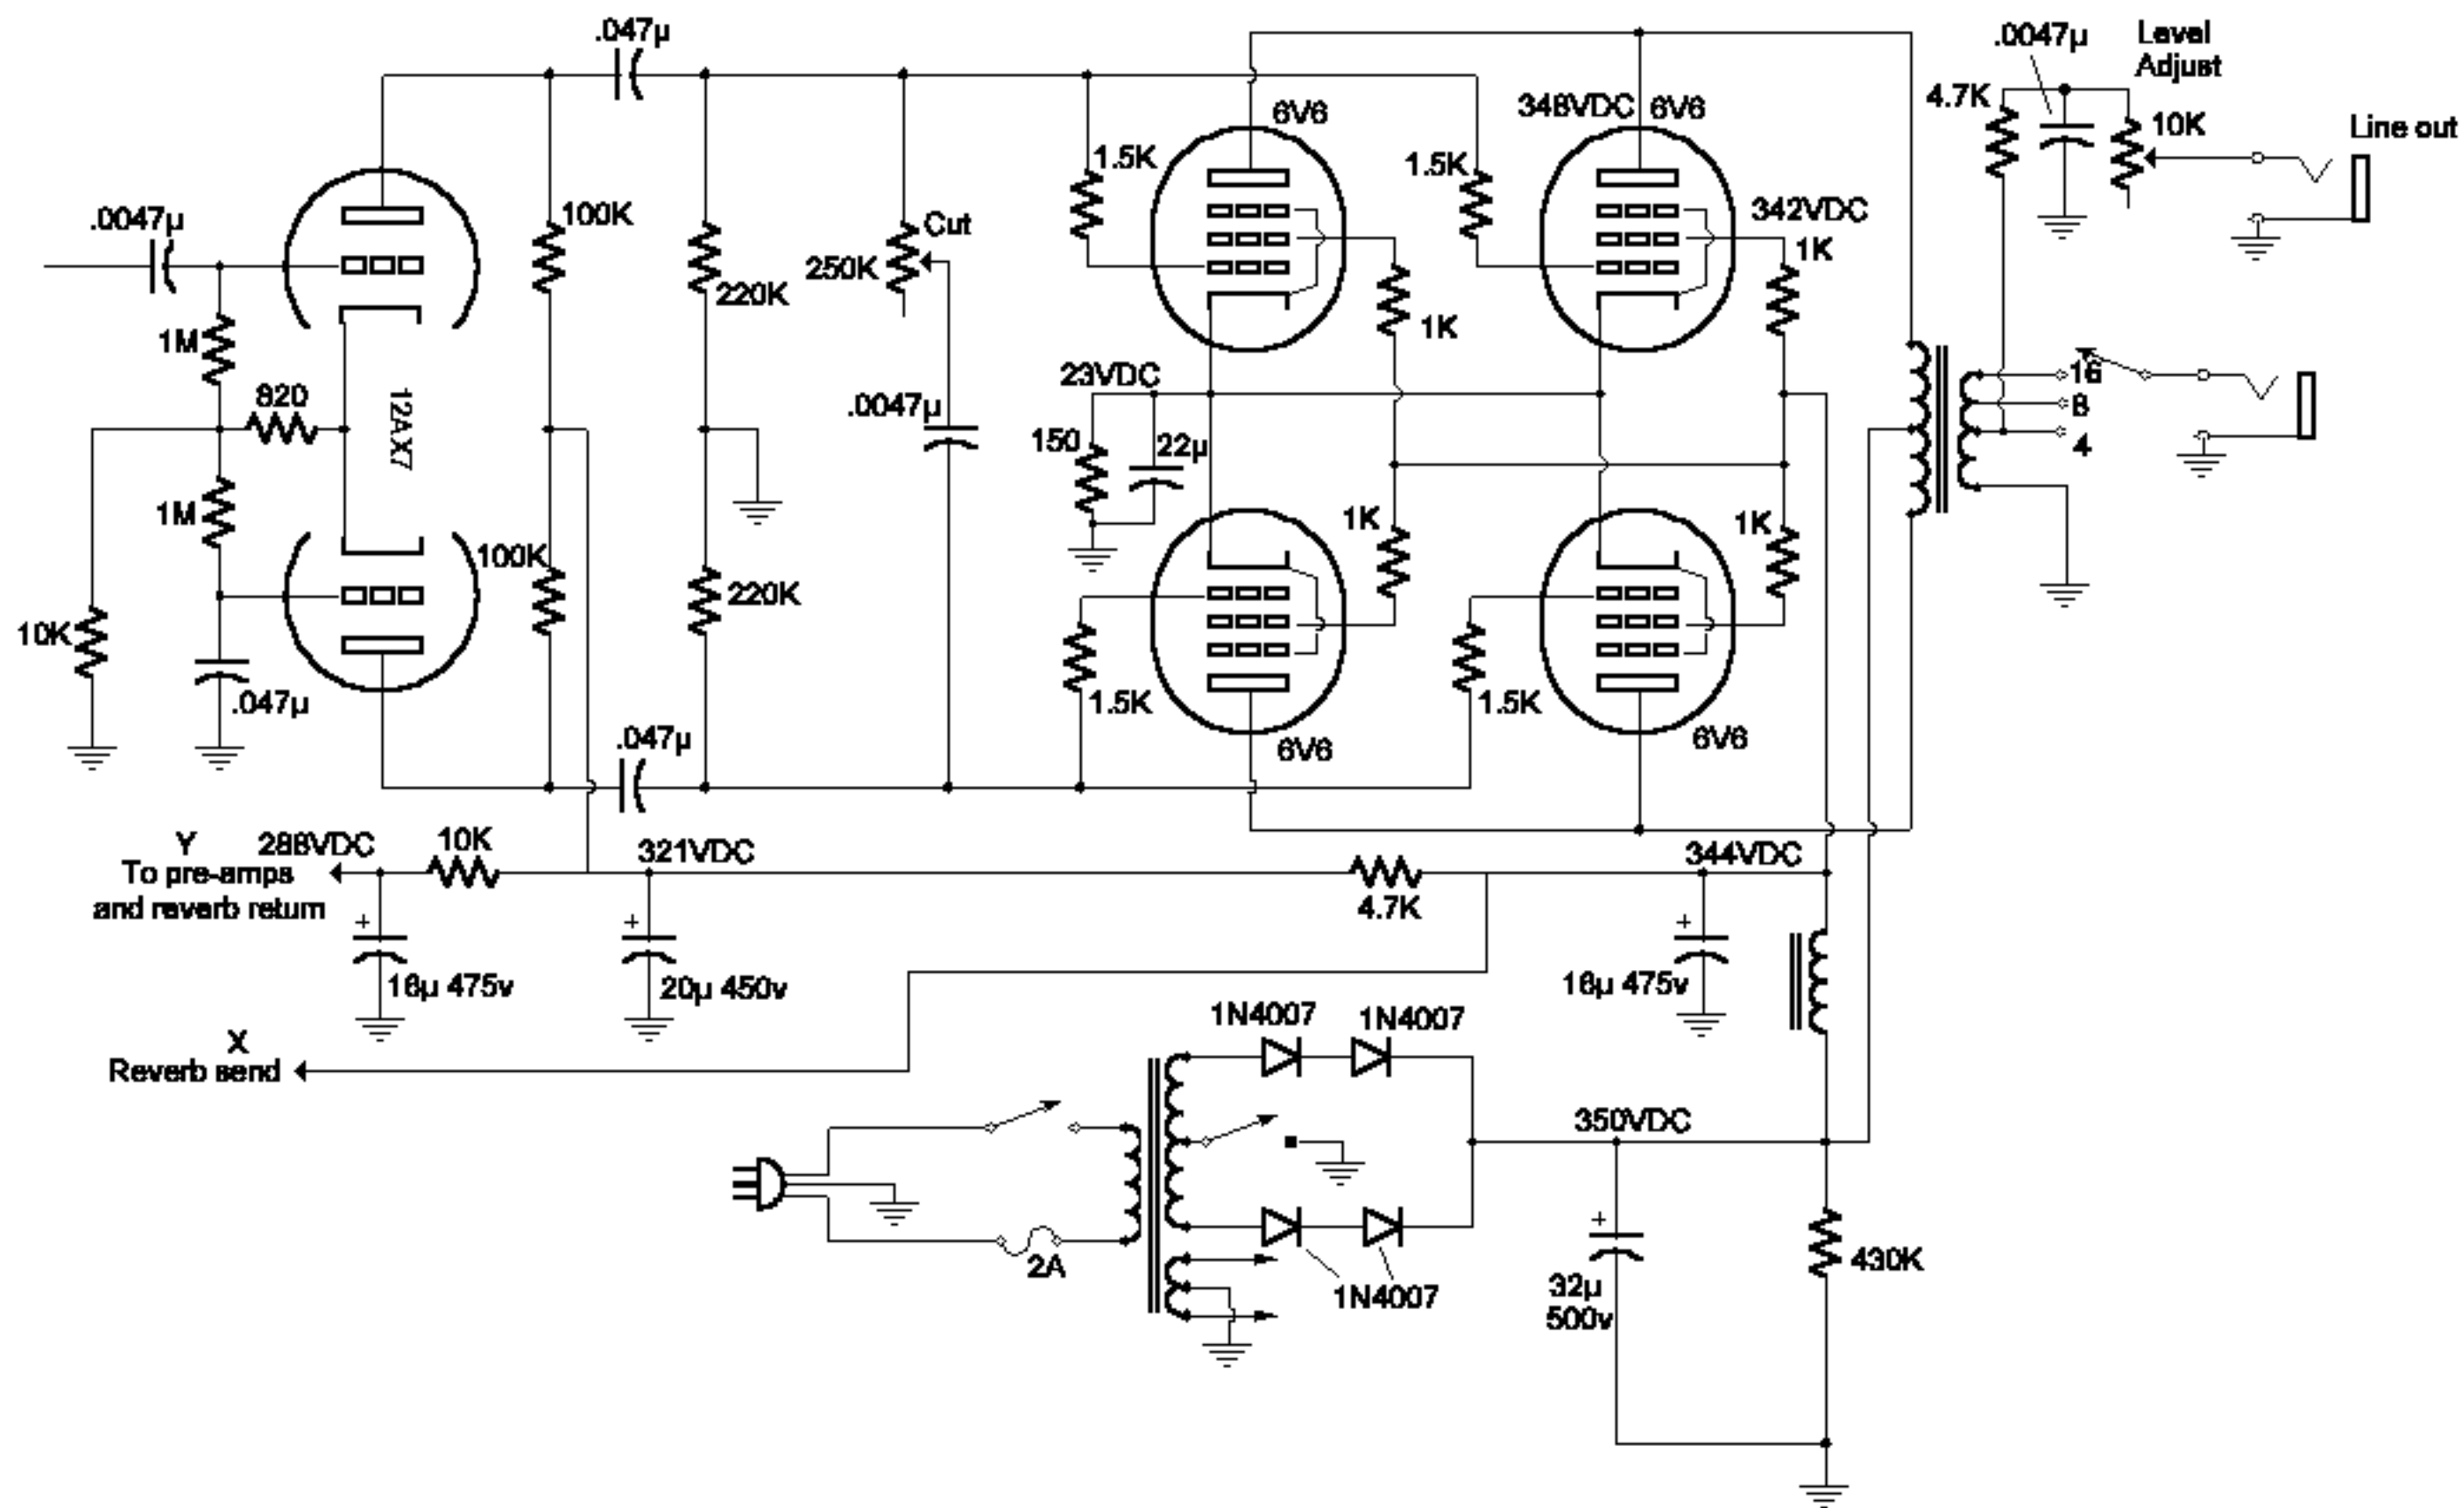 .047µ
.0047µ
Level
Adjust
6V6
348VDC 6V6
4.7K
10K
Line out
1.5K
1.5K
.0047µ
100K
Cut
342VDC
1K
250K
220K
1K
1M
23VDC
16
820
.0047µ
8
12AX7
150
22µ
4
1M
1K
1K
100K
220K
10K
.047µ
1.5K
1.5K
.047µ
6V6
6V6
Y
288VDC
10K
321VDC
344VDC
To pre-amps
and reverb return
4.7K
+
+
+
16µ 475v
20µ 450v
16µ 475v
1N4007
1N4007
X
Reverb send
350VDC
+
2A
430K
32µ
500v
1N4007